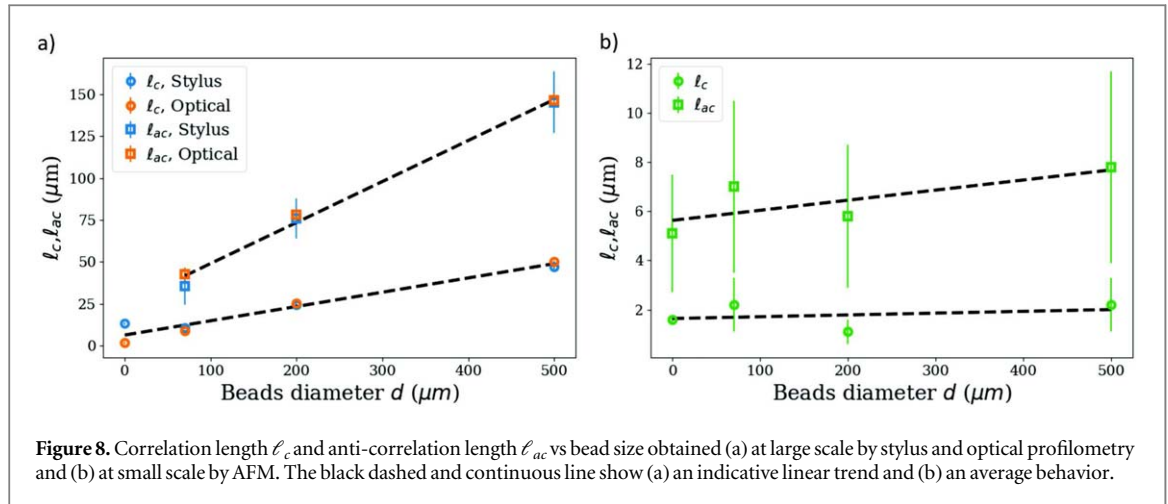 a)
ℓc, Stylus
ℓc, Optical
ℓac, Stylus
ℓac, Optical
150
125
100
75
50
25
0
ℓc,ℓac (μm)
0 100 200 300 400 500
Beads diameter d (μm)
b)
ℓc
ℓac
12
10
8
6
4
2
ℓc,ℓac (μm)
0 100 200 300 400 500
Beads diameter d (μm)
Figure 8. Correlation length ℓc and anti-correlation length ℓac vs bead size obtained (a) at large scale by stylus and optical profilometry
and (b) at small scale by AFM. The black dashed and continuous line show (a) an indicative linear trend and (b) an average behavior.